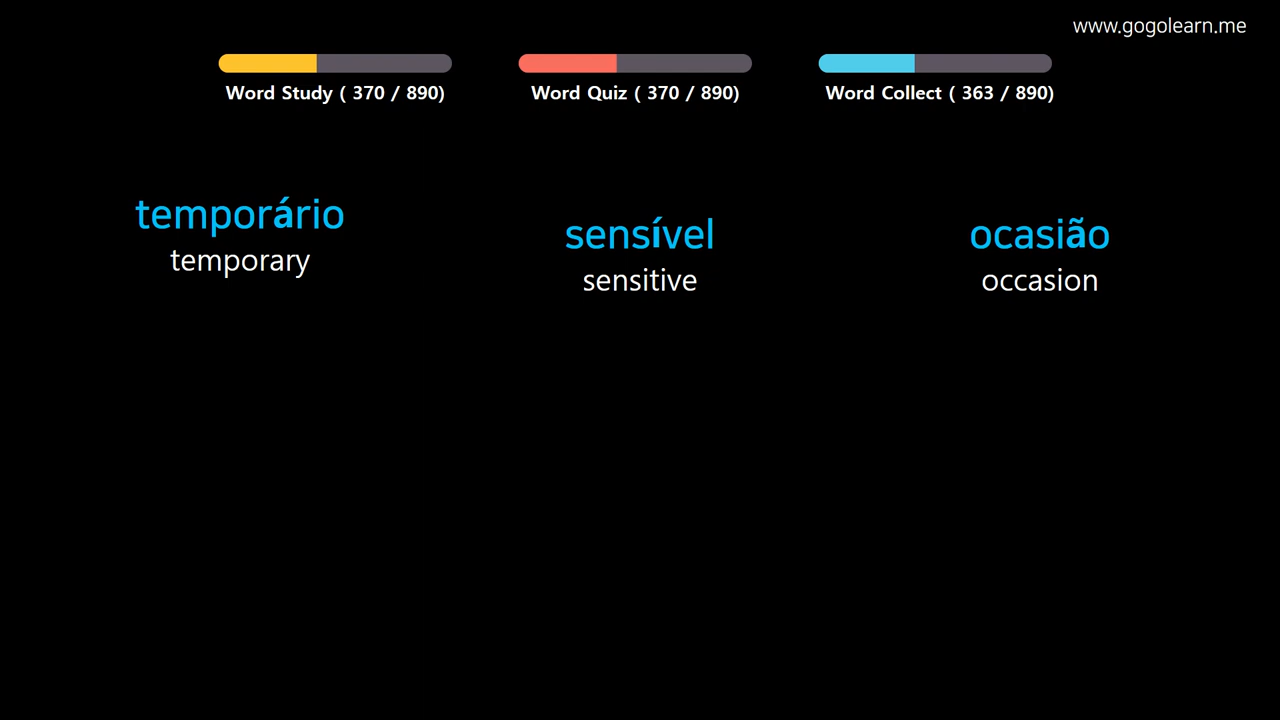 www.gogolearn.me
Word Study ( 370 / 890)
Word Quiz ( 370 / 890)
Word Collect ( 363 / 890)
temporário
temporary
sensível
sensitive
ocasião
occasion